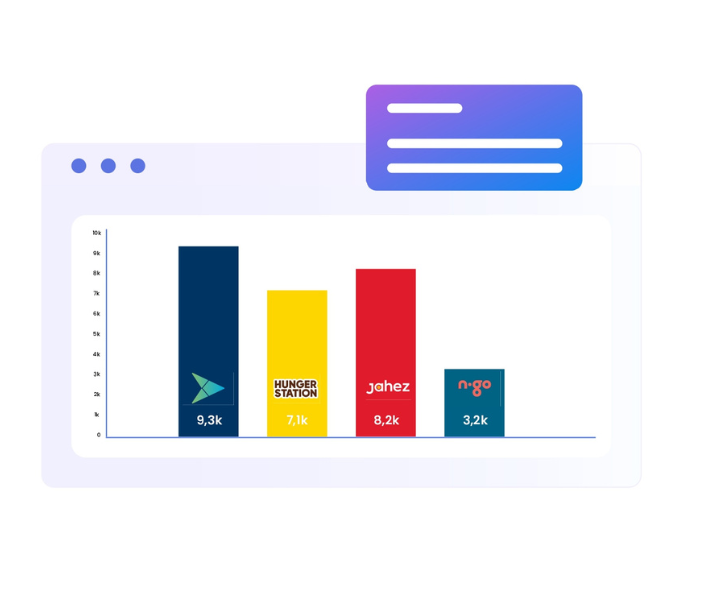 10k
9k
8k
7k
6k
5k
4k
3k
2k
1k
0
HUNGER
STATION
jahez
n·go
9,3k
7,1k
8,2k
3,2k